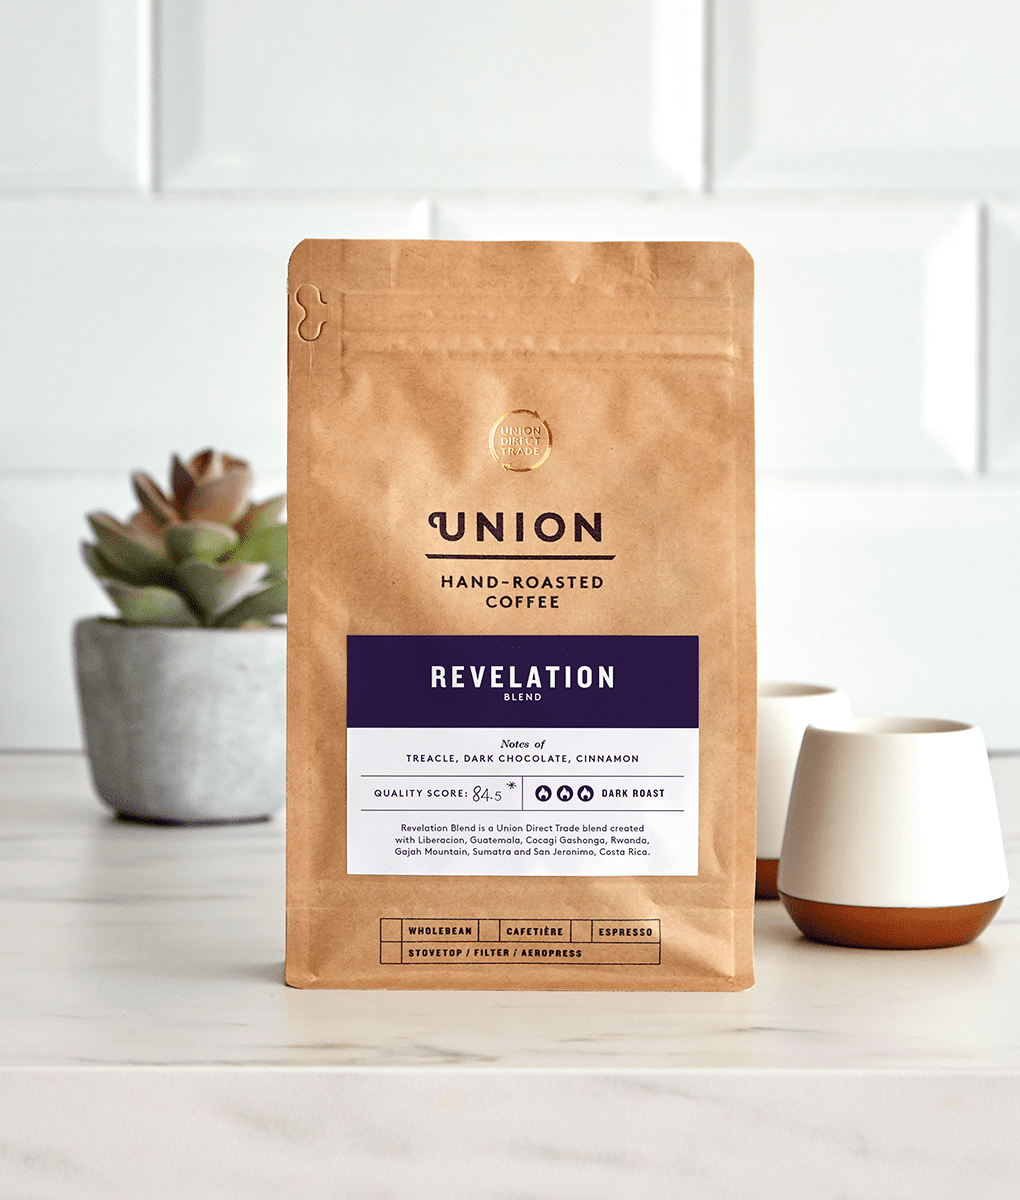 UNION
DIRECT
TRADE
UNION
HAND-ROASTED
COFFEE
REVELATION
BLEND
Notes of
TREACLE, DARK CHOCOLATE, CINNAMON
QUALITY SCORE: 84.5* DARK ROAST
Revelation Blend is a Union Direct Trade blend created
with Liberacion, Guatemala, Cocagi Gashonga, Rwanda,
Gajah Mountain, Sumatra and San Jeronimo, Costa Rica.
WHOLEBEAN CAFETIÈRE ESPRESSO
STOVETOP / FILTER / AEROPRESS